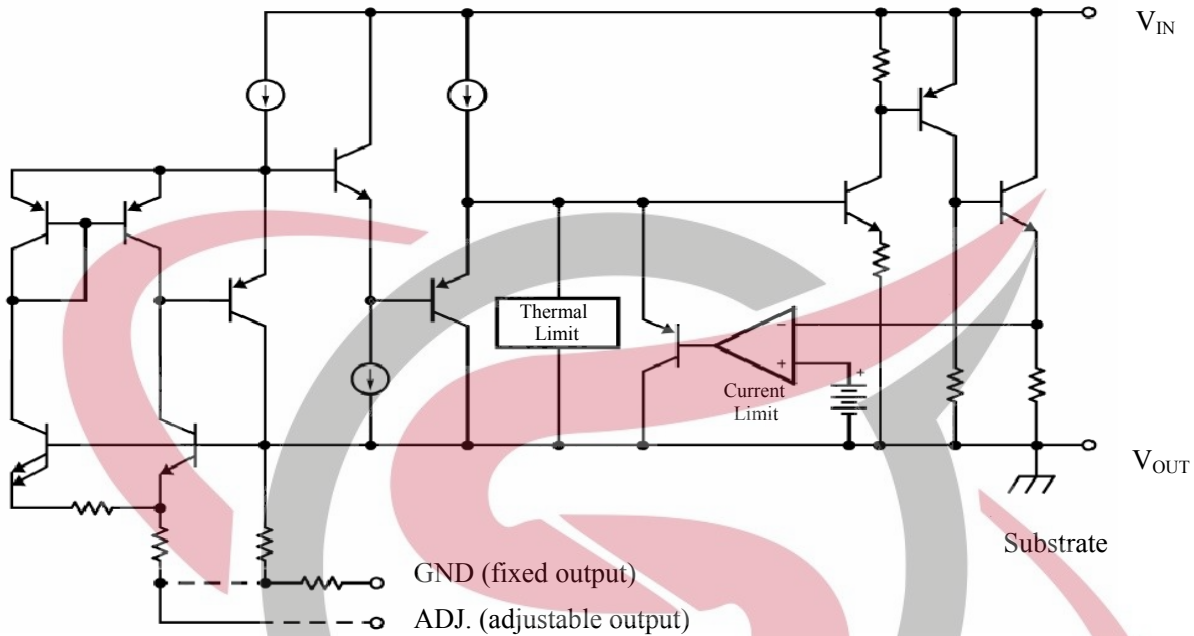 VIN
Thermal
Limit
−
+
+
Current
Limit
VOUT
Substrate
GND (fixed output)
ADJ. (adjustable output)